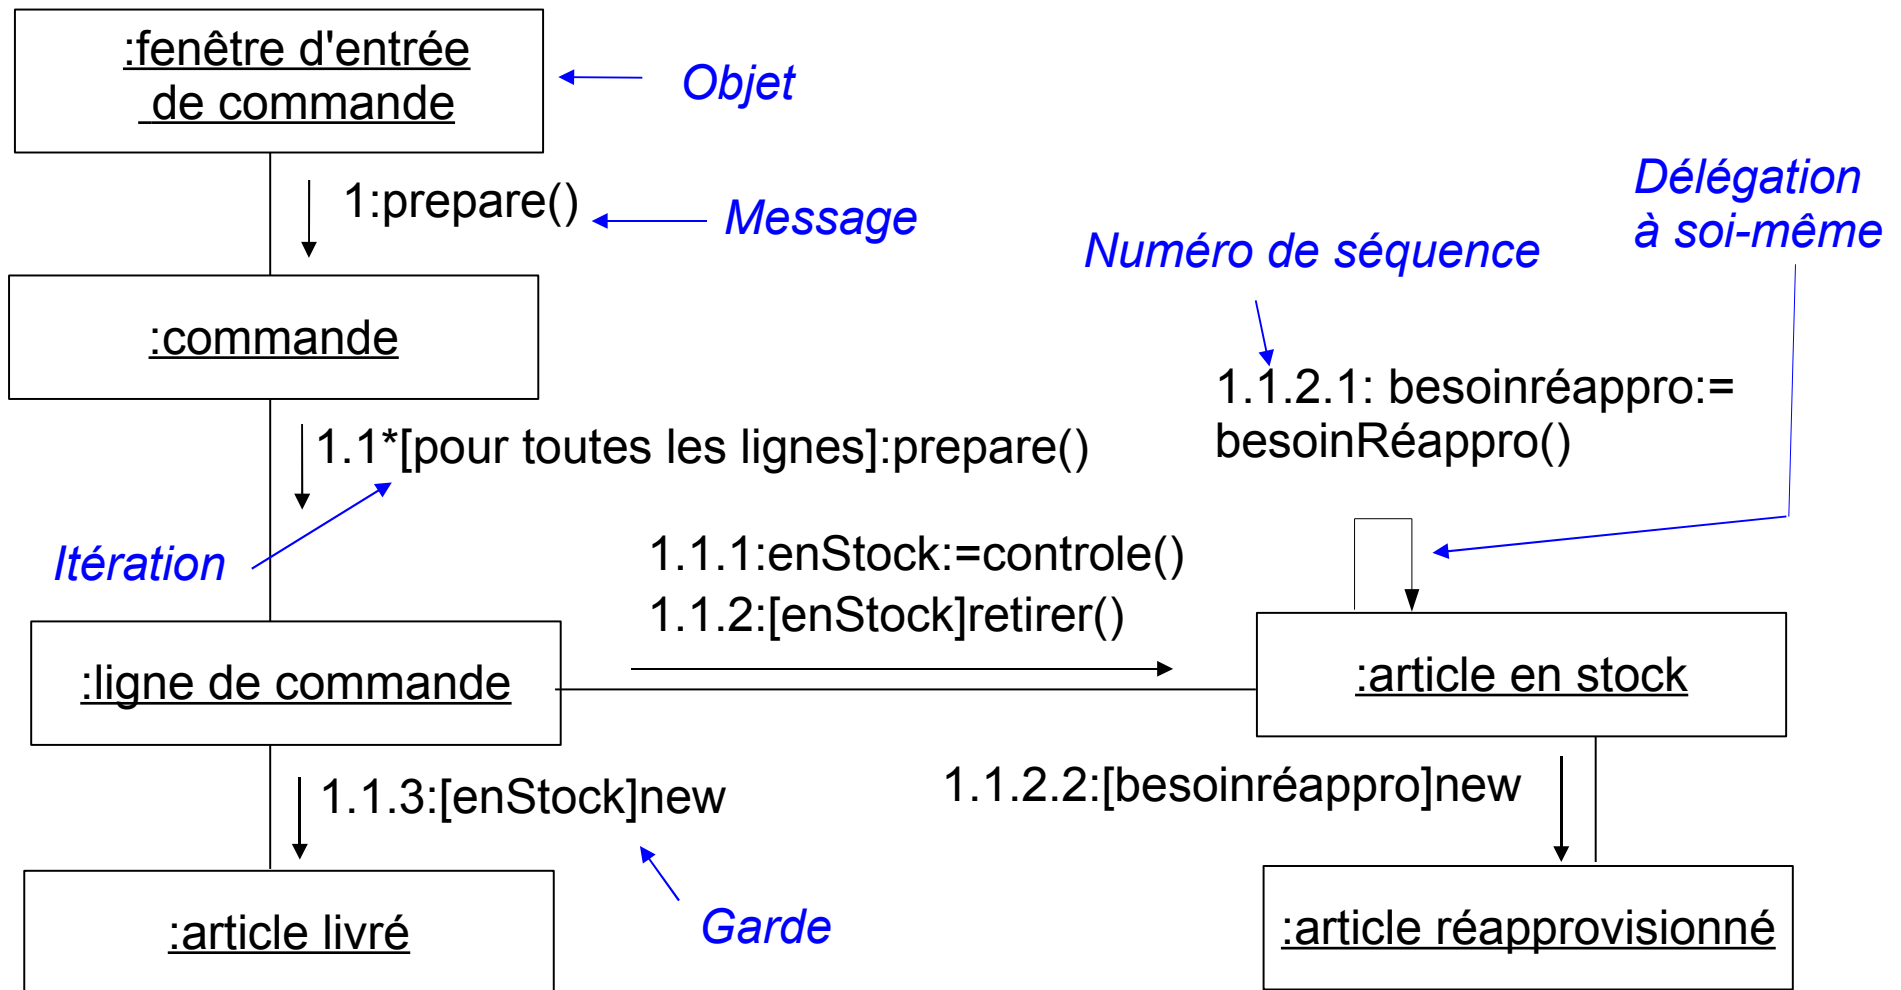 :fenêtre d'entrée
de commande
Objet
1:prepare()
Message
Délégation
à soi-même
Numéro de séquence
:commande
1.1.2.1: besoinréappro:=
besoinRéappro()
1.1*[pour toutes les lignes]:prepare()
Itération
1.1.1:enStock:=controle()
1.1.2:[enStock]retirer()
:ligne de commande
:article en stock
1.1.3:[enStock]new
1.1.2.2:[besoinréappro]new
Garde
:article livré
:article réapprovisionné